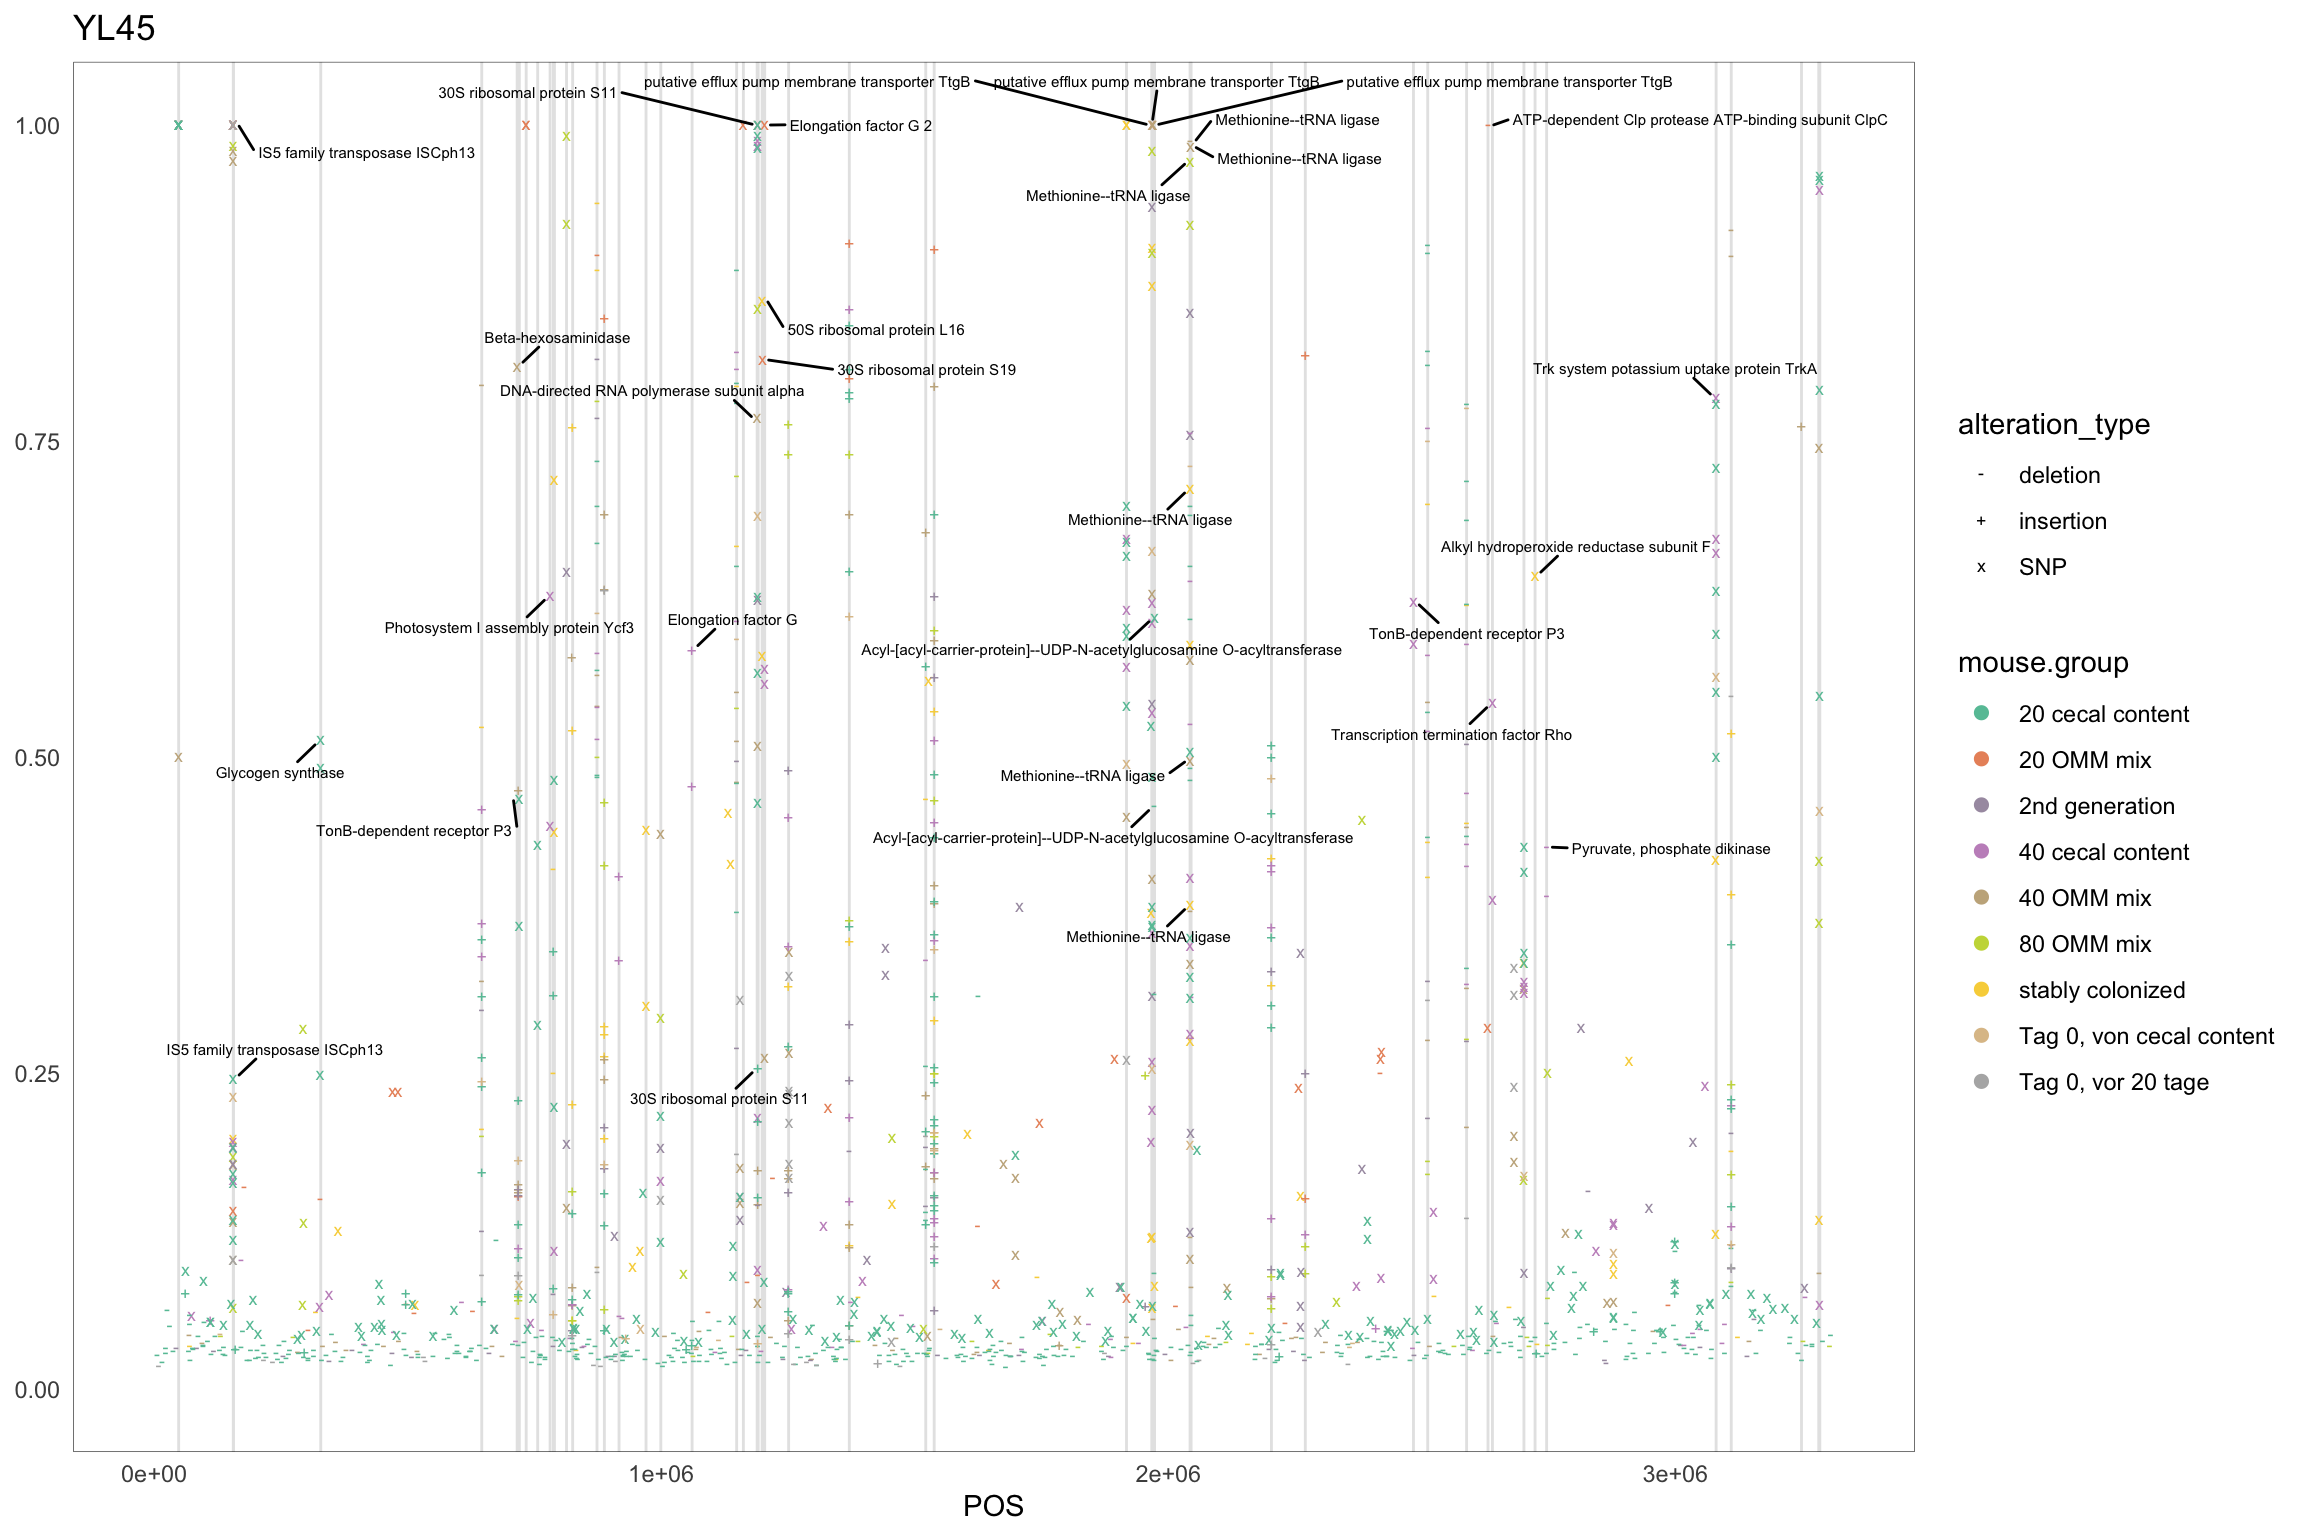 YL45
putative efflux pump membrane transporter TtgB
putative efflux pump membrane transporter TtgB
putative efflux pump membrane transporter TtgB
30S ribosomal protein S11
1.00
Elongation factor G 2
Methionine--tRNA ligase
ATP-dependent Clp protease ATP-binding subunit ClpC
IS5 family transposase ISCph13
Methionine--tRNA ligase
Methionine--tRNA ligase
50S ribosomal protein L16
Beta-hexosaminidase
30S ribosomal protein S19
Trk system potassium uptake protein TrkA
DNA-directed RNA polymerase subunit alpha
0.75
Methionine--tRNA ligase
Alkyl hydroperoxide reductase subunit F
Photosystem I assembly protein Ycf3
Elongation factor G
TonB-dependent receptor P3
Acyl-[acyl-carrier-protein]--UDP-N-acetylglucosamine O-acyltransferase
Transcription termination factor Rho
0.50
Glycogen synthase
Methionine--tRNA ligase
TonB-dependent receptor P3
Acyl-[acyl-carrier-protein]--UDP-N-acetylglucosamine O-acyltransferase
Pyruvate, phosphate dikinase
Methionine--tRNA ligase
IS5 family transposase ISCph13
0.25
30S ribosomal protein S11
0.00
0e+00
1e+06
2e+06
3e+06
POS
alteration_type
- deletion
+ insertion
x SNP
mouse.group
20 cecal content
20 OMM mix
2nd generation
40 cecal content
40 OMM mix
80 OMM mix
stably colonized
Tag 0, von cecal content
Tag 0, vor 20 tage